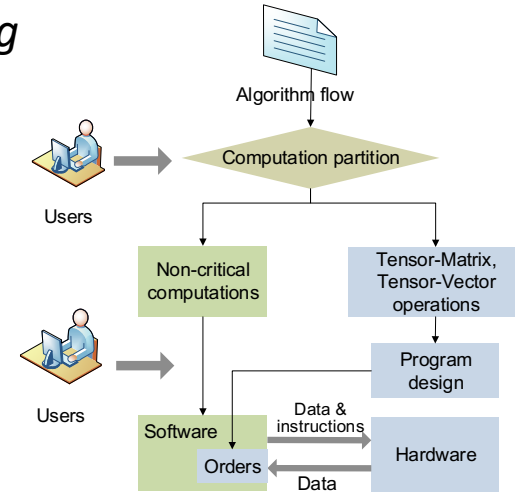 g
Algorithm flow
Computation partition
Users
Non-critical
computations
Tensor-Matrix,
Tensor-Vector
operations
Program
design
Users
Software
Orders
Data &
instructions
Hardware
Data